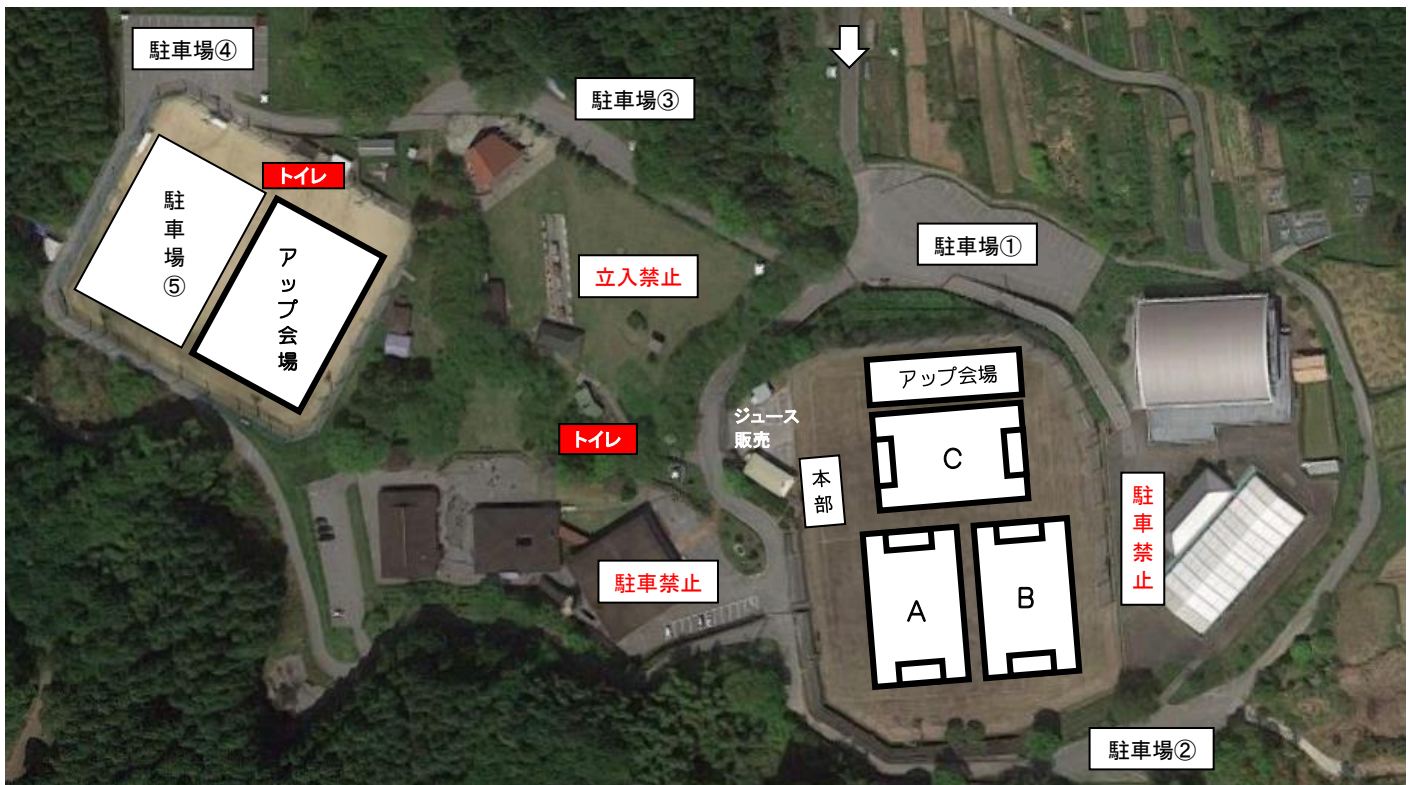 駐車場④
駐車場③
トイレ
駐車場⑤
アップ会場
立入禁止
駐車場①
アップ会場
ジュース
販売
トイレ
C
本部
駐車禁止
駐車禁止
A
B
駐車場②